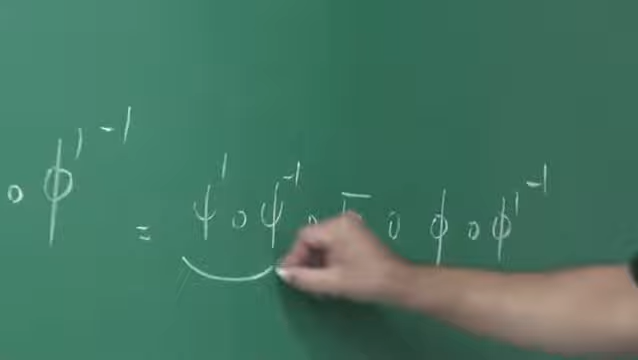 ∘ ϕ'⁻¹ = ψ' ∘ ψ⁻¹ ∘ ∘ ϕ ∘ ϕ'⁻¹